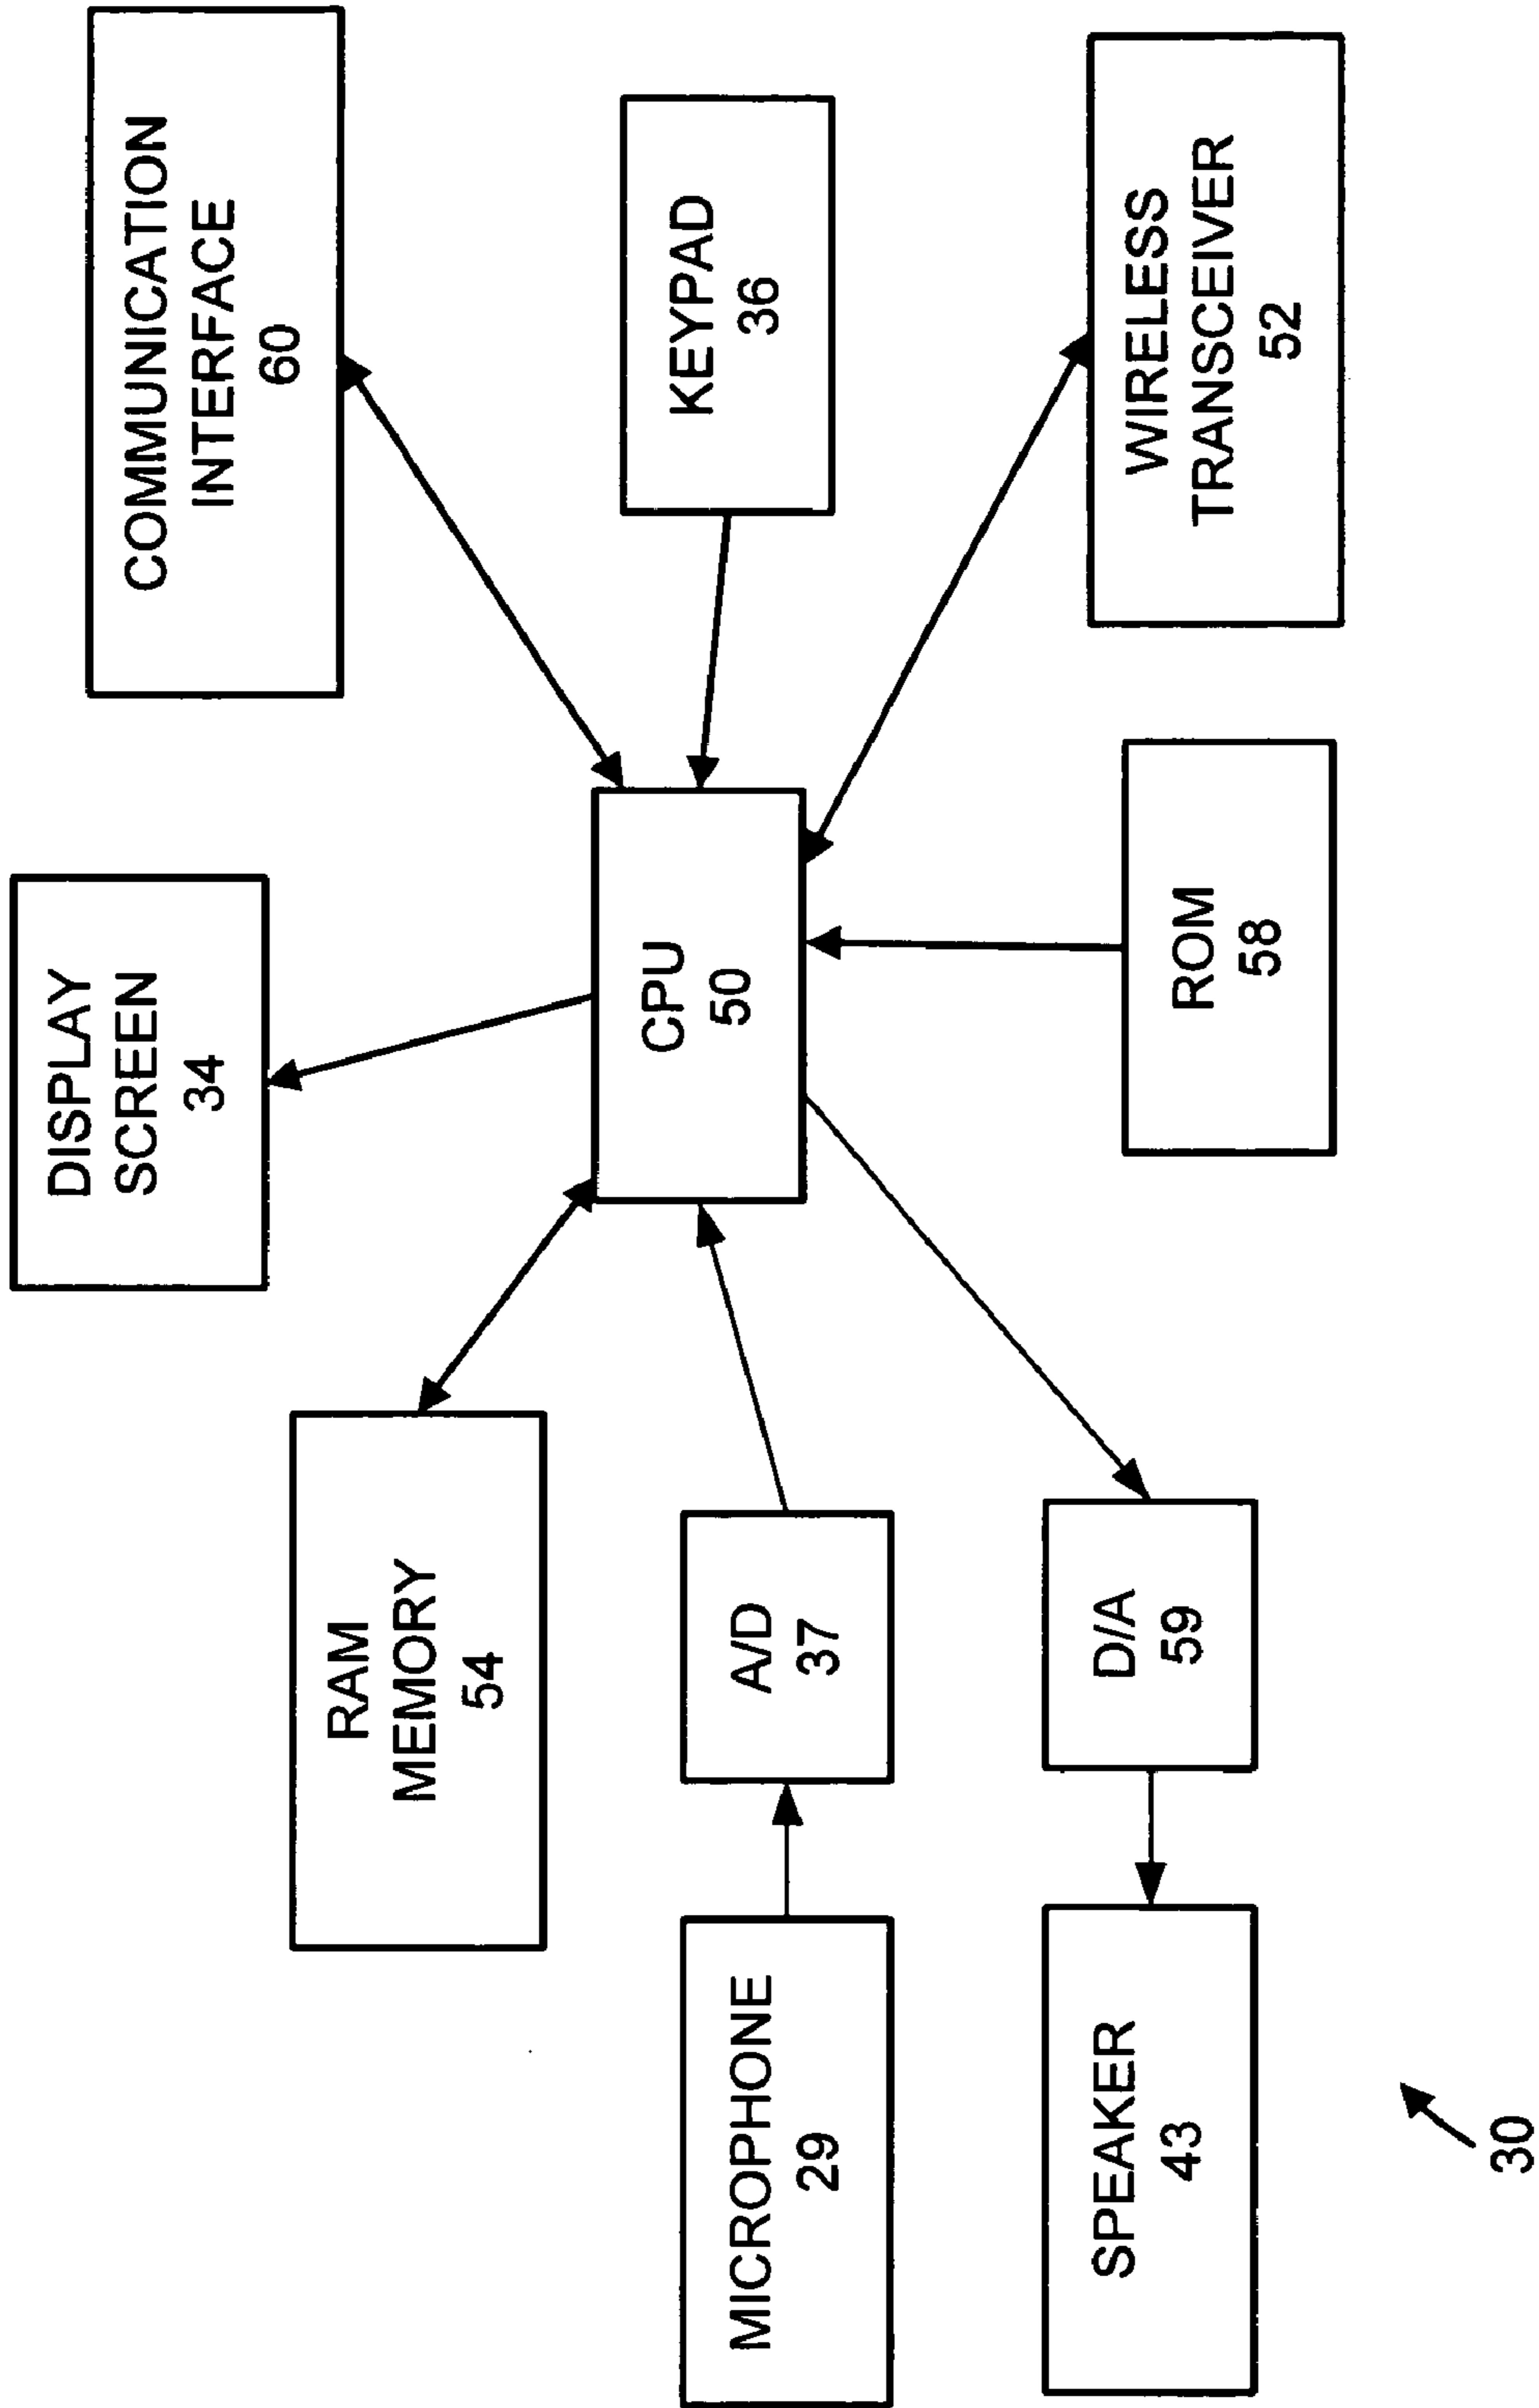 DISPLAY
SCREEN
34
COMMUNICATION
INTERFACE
60
RAM
MEMORY
54
CPU
50
KEYPAD
36
MICROPHONE
29
A/D
37
SPEAKER
43
D/A
59
ROM
58
WIRELESS
TRANSCEIVER
52
30